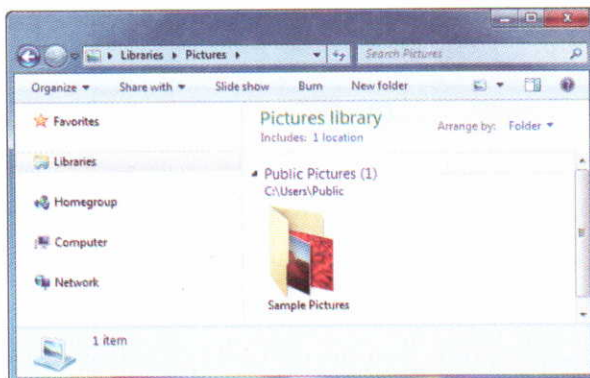 Libraries ▸ Pictures ▸
Search Pictures
Organize ▾ Share with ▾ Slide show Burn New folder
Favorites
Libraries
Homegroup
Computer
Network
Pictures library
Includes: 1 location
Arrange by: Folder ▾
Public Pictures (1)
C:\Users\Public
Sample Pictures
1 item